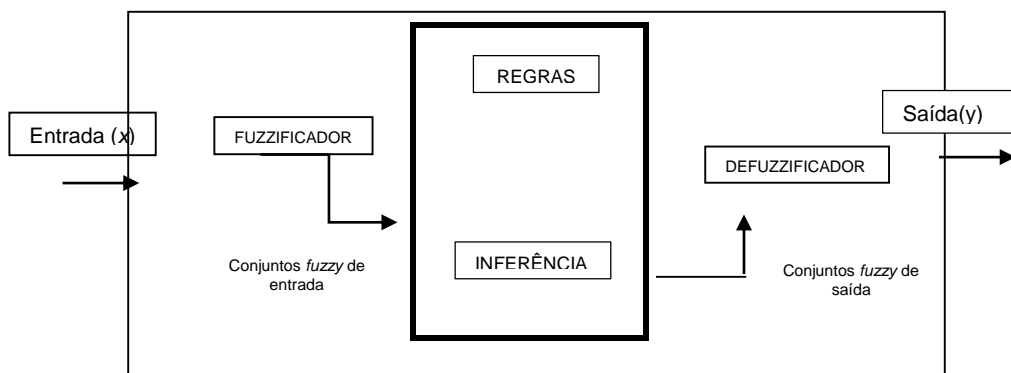 REGRAS
Entrada (x)
FUZZIFICADOR
Saída(y)
DEFUZZIFICADOR
Conjuntos fuzzy de
entrada
INFERÊNCIA
Conjuntos fuzzy de
saída